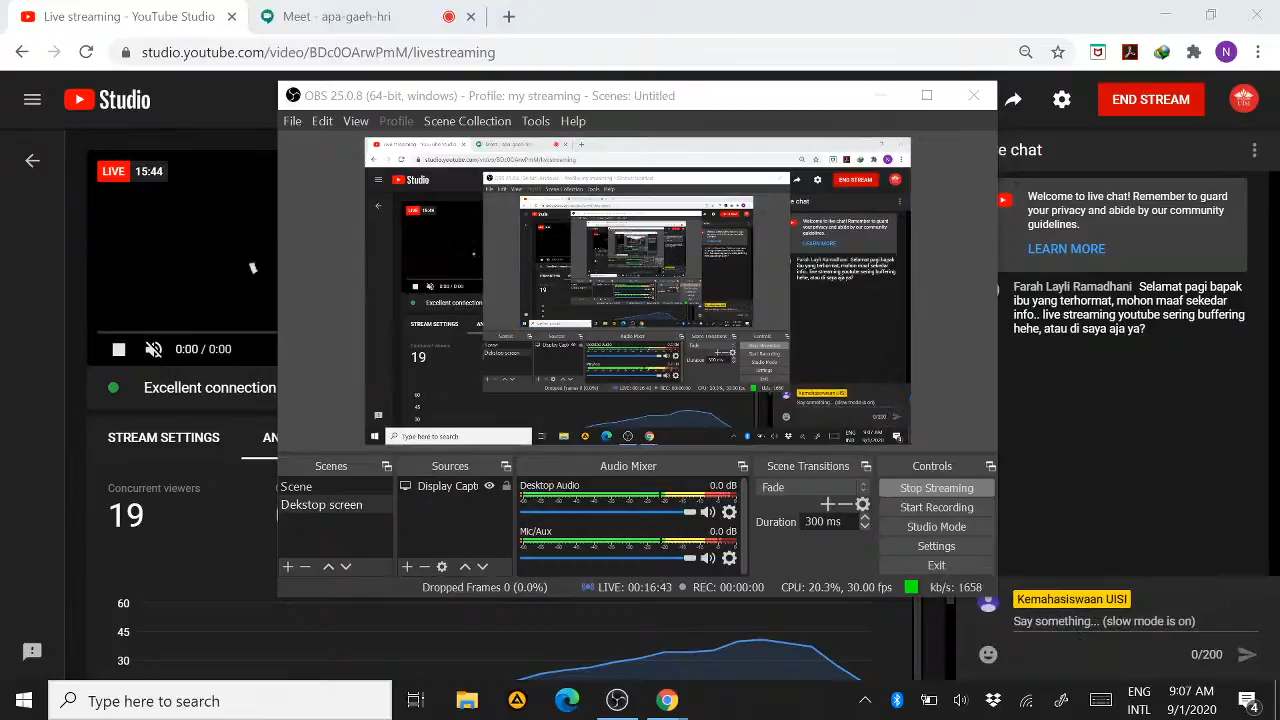 Live streaming - YouTube Studio
Meet - apa-gaeh-hri
studio.youtube.com/video/BDc0OArwPmM/livestreaming
N
Studio
OBS 25.0.8 (64-bit, windows) - Profile: my streaming - Scenes: Untitled
END STREAM
File Edit View Profile Scene Collection Tools Help
LIVE 15:44
e chat
Welcome to live chat! Remember to guard
your privacy and abide by our community
guidelines.
LEARN MORE
Farah Layli Ramadhani Selamat pagi bapak
ibu yang terhormat, mohon maaf sekedar
info.. live streaming youtube sering buffering
hehe, atau di saya aja ya?
0:00 / 0:00
Excellent connection
STREAM SETTINGS
AN
Concurrent viewers
19
60
45
30
Scenes
Scene
Dekstop screen
Sources
Display Capt
Audio Mixer
Desktop Audio
0.0 dB
Mic/Aux
0.0 dB
Scene Transitions
Fade
Duration 300 ms
Controls
Stop Streaming
Start Recording
Studio Mode
Settings
Exit
Dropped Frames 0 (0.0%)
LIVE: 00:16:43
REC: 00:00:00
CPU: 20.3%, 30.00 fps
kb/s: 1658
Kemahasiswaan UISI
Say something... (slow mode is on)
0/200
Type here to search
ENG
INTL
9:07 AM
9/1/2020
4